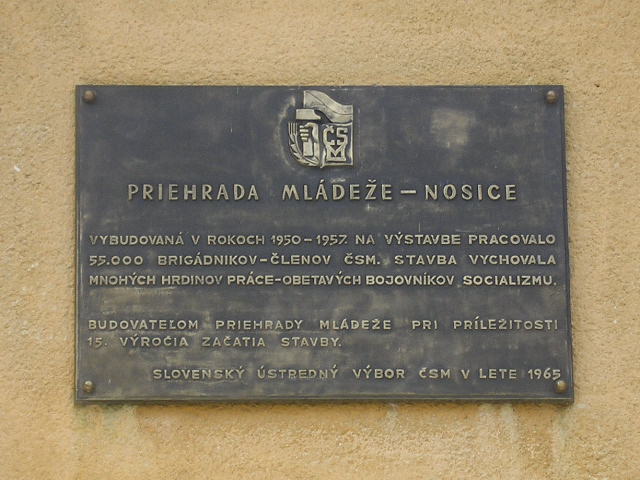 ČSM
PRIEHRADA MLÁDEŽE – NOSICE
VYBUDOVANÁ V ROKOCH 1950–1957. NA VÝSTAVBE PRACOVALO
55.000 BRIGÁDNIKOV–ČLENOV ČSM. STAVBA VYCHOVALA
MNOHÝCH HRDINOV PRÁCE–OBETAVÝCH BOJOVNÍKOV SOCIALIZMU.
BUDOVATEĽOM PRIEHRADY MLÁDEŽE PRI PRÍLEŽITOSTI
15. VÝROČIA ZAČATIA STAVBY.
SLOVENSKÝ ÚSTREDNÝ VÝBOR ČSM V LETE 1965